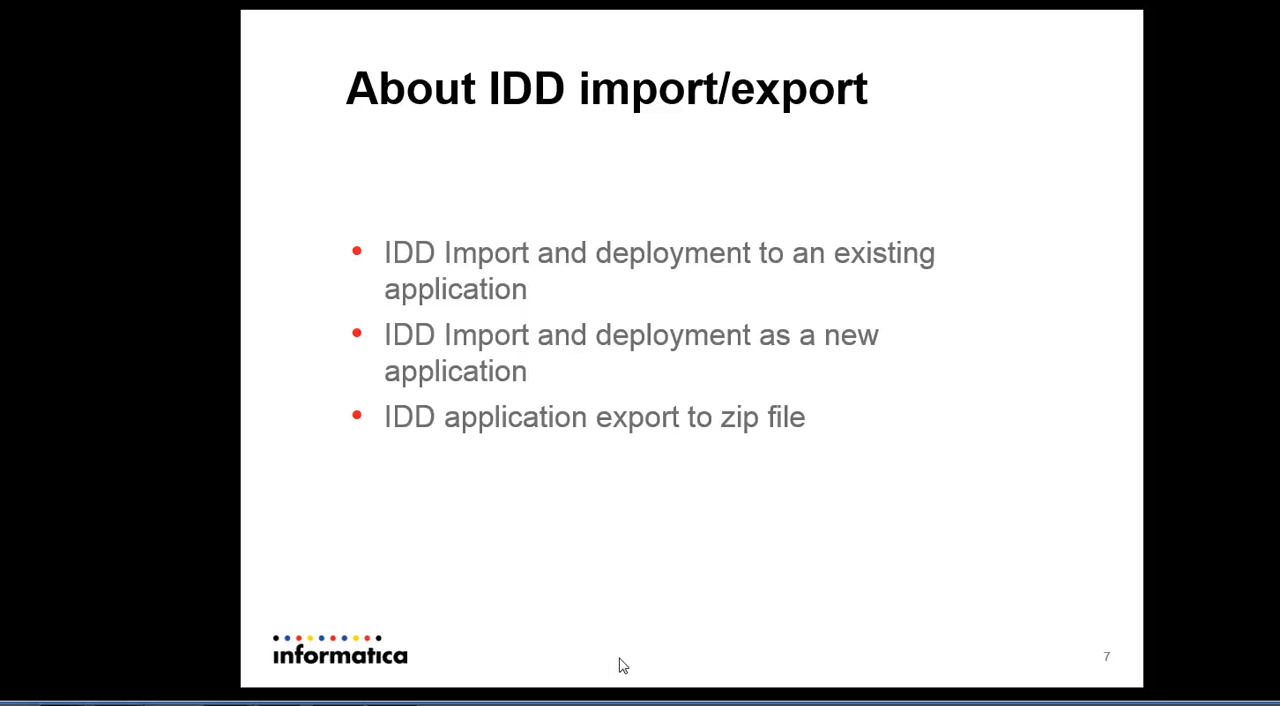 About IDD import/export
• IDD Import and deployment to an existing
application
• IDD Import and deployment as a new
application
• IDD application export to zip file
informatica
7